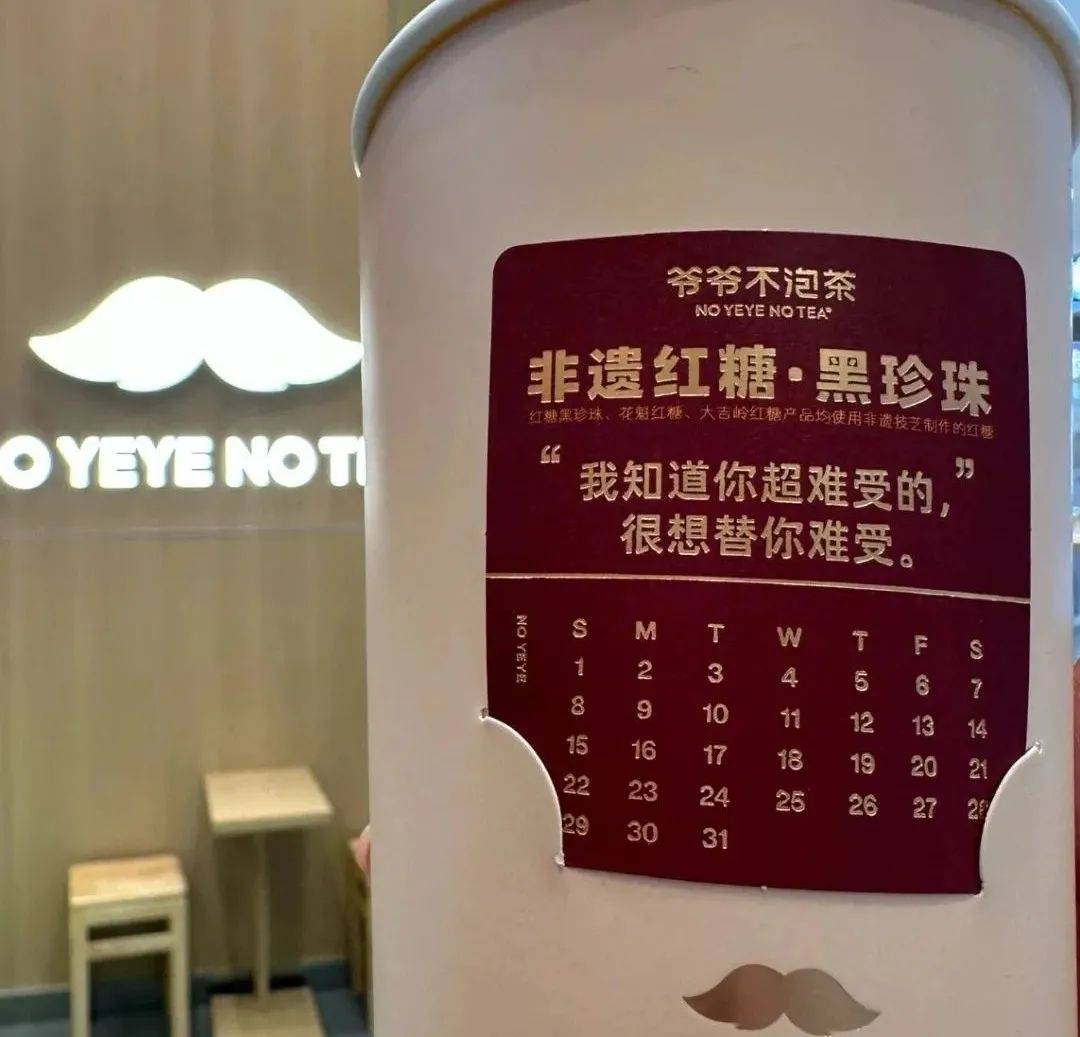 NO YEYE NO TE
爷爷不泡茶
NO YEYE NO TEA®
非遗红糖·黑珍珠
红糖黑珍珠、花魁红糖、大吉岭红糖产品均使用非遗技艺制作的红糖
“我知道你超难受的,”
很想替你难受。
NO YEYE
S M T W T F S
1 2 3 4 5 6 7
8 9 10 11 12 13 14
15 16 17 18 19 20 21
22 23 24 25 26 27 28
29 30 31